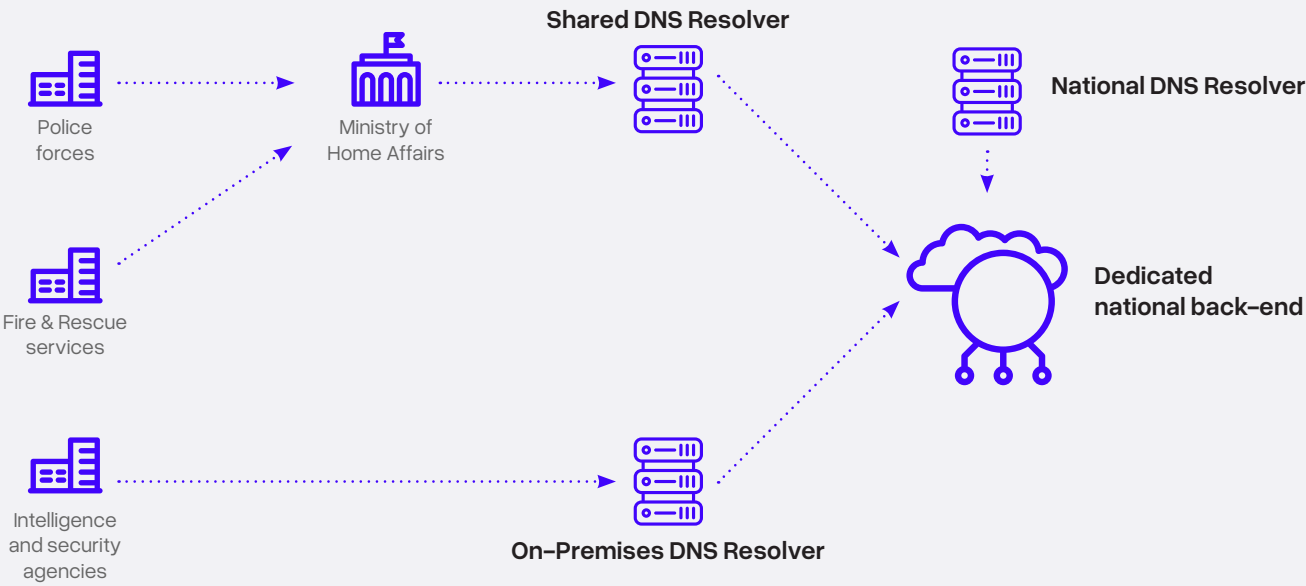 Shared DNS Resolver
National DNS Resolver
Police
forces
Ministry of
Home Affairs
Fire & Rescue
services
Dedicated
national back-end
Intelligence
and security
agencies
On-Premises DNS Resolver